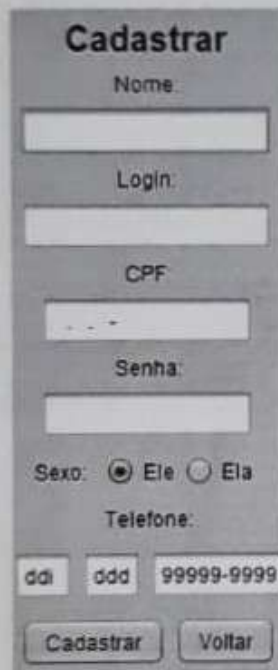 Cadastrar
Nome:
Login:
CPF
. . -
Senha:
Sexo: Ele Ela
Telefone:
ddi ddd 99999-9999
Cadastrar Voltar